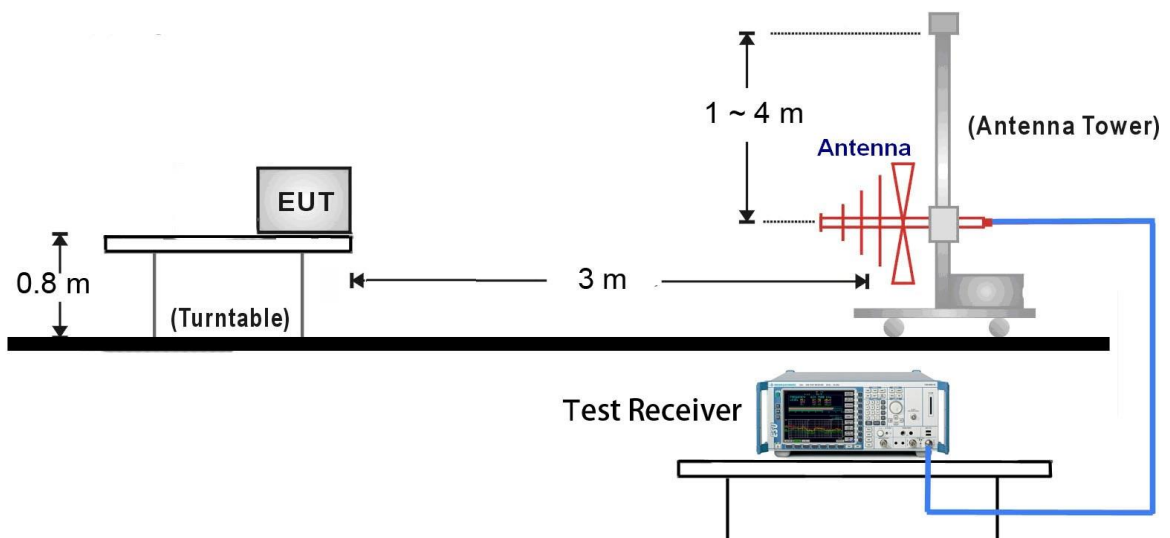 1 ~ 4 m
(Antenna Tower)
Antenna
EUT
0.8 m
3 m
(Turntable)
Test Receiver